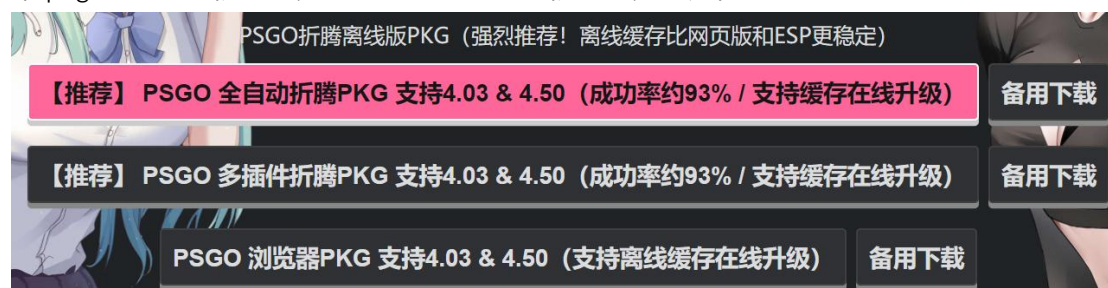 PSGO折腾离线版PKG（强烈推荐！离线缓存比网页版和ESP更稳定）
【推荐】 PSGO 全自动折腾PKG 支持4.03 & 4.50（成功率约93% / 支持缓存在线升级） 备用下载
【推荐】 PSGO 多插件折腾PKG 支持4.03 & 4.50（成功率约93% / 支持缓存在线升级） 备用下载
PSGO 浏览器PKG 支持4.03 & 4.50（支持离线缓存在线升级） 备用下载